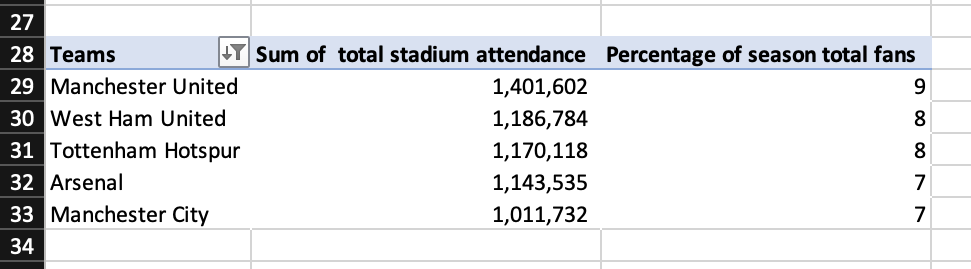 27
28 Teams Sum of  total stadium attendance Percentage of season total fans
29 Manchester United 1,401,602 9
30 West Ham United 1,186,784 8
31 Tottenham Hotspur 1,170,118 8
32 Arsenal 1,143,535 7
33 Manchester City 1,011,732 7
34